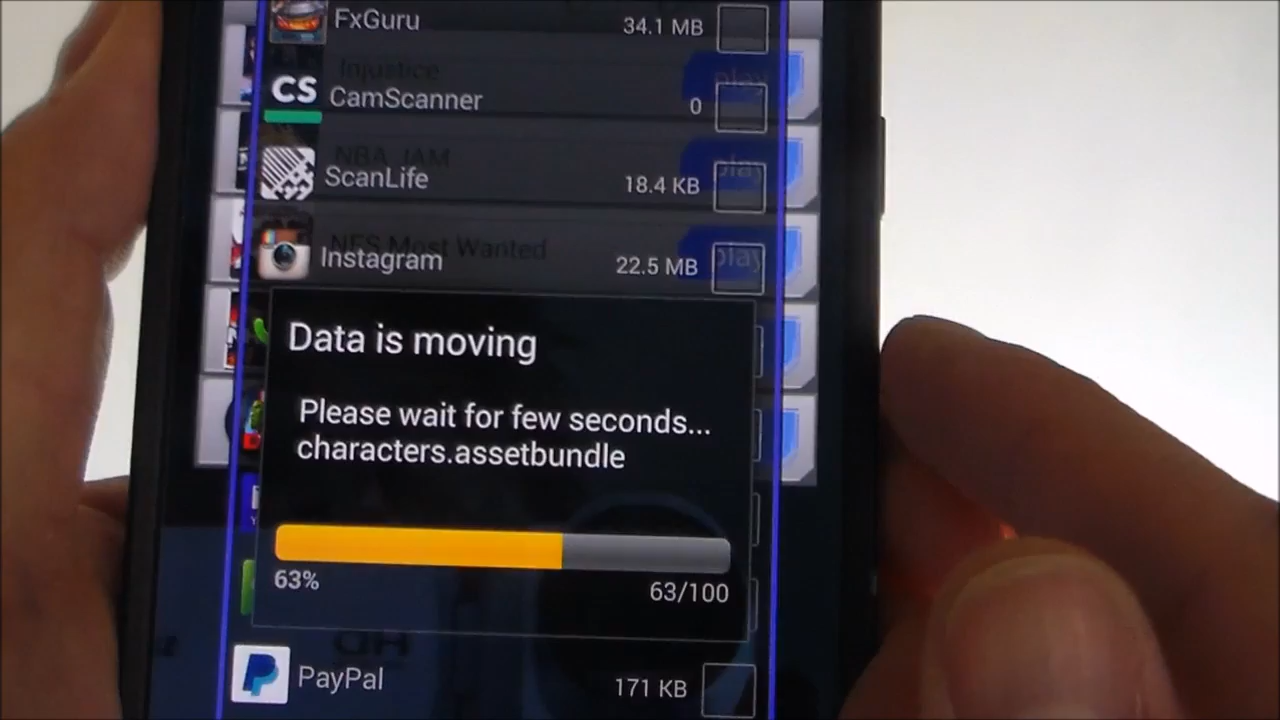 FxGuru 34.1 MB
Injustice play
CS CamScanner 0
NBA JAM play
ScanLife 18.4 KB
NFS Most Wanted play
Instagram 22.5 MB
Data is moving
Please wait for few seconds...
characters.assetbundle
63% 63/100
PayPal 171 KB